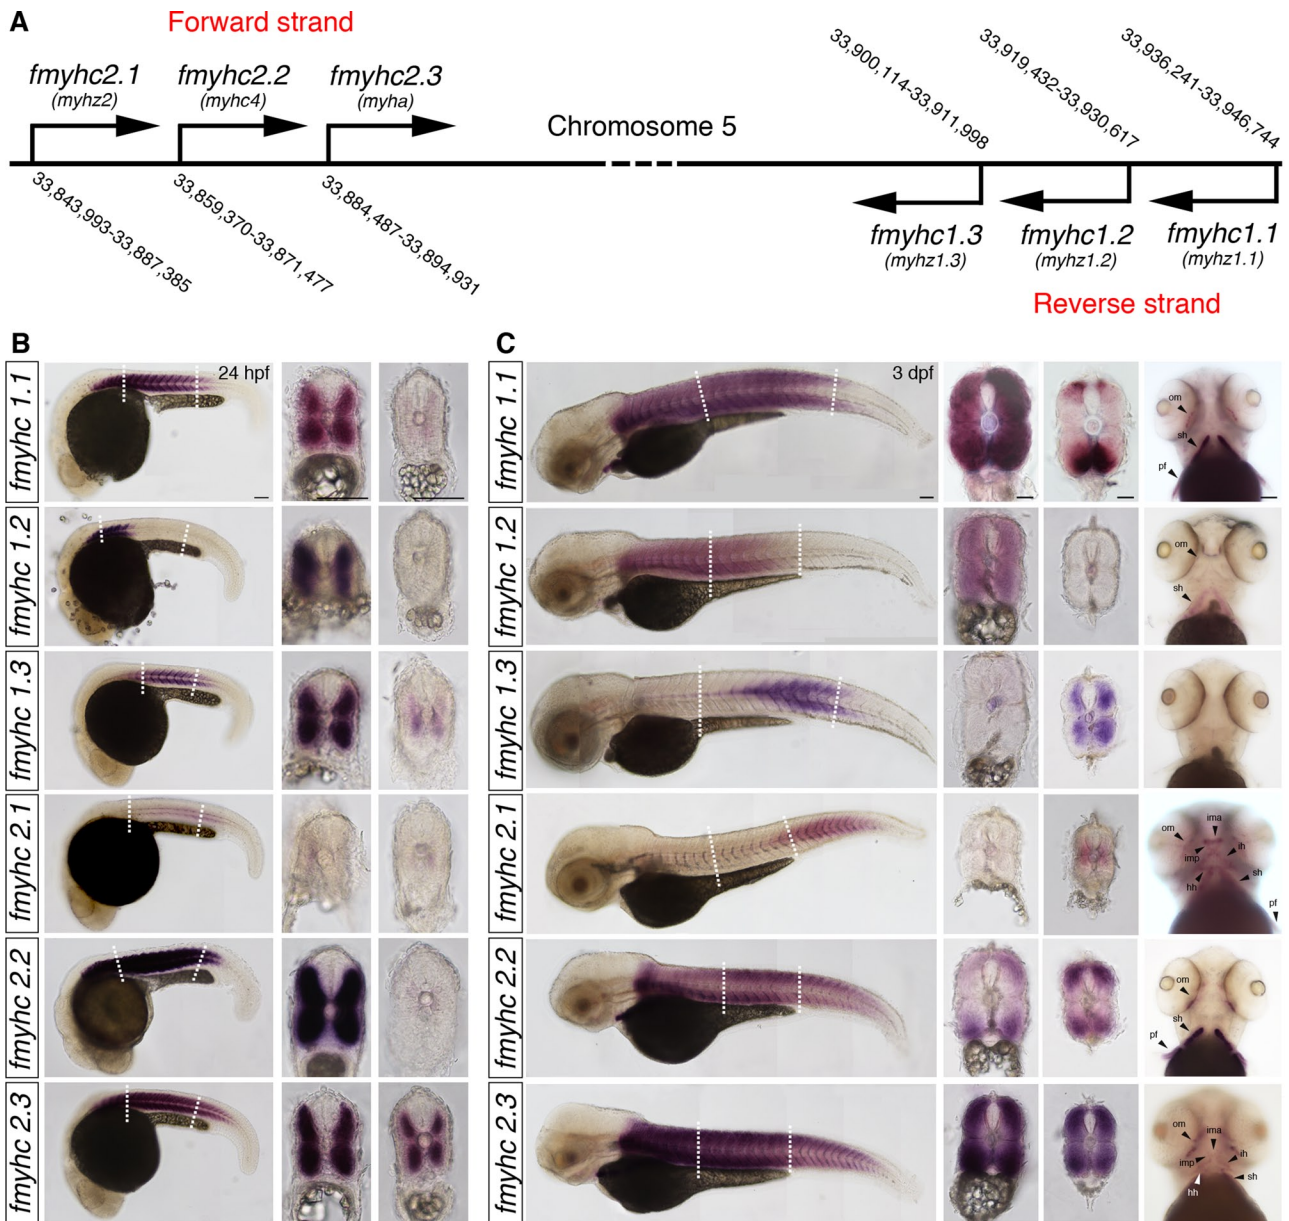 A
Forward strand
fmyhc2.1
(myhz2)
fmyhc2.2
(myhc4)
fmyhc2.3
(myha)
33,843,993-33,887,385
33,859,370-33,871,477
33,884,487-33,894,931
Chromosome 5
33,900,114-33,911,998
33,919,432-33,930,617
33,936,241-33,946,744
fmyhc1.3
(myhz1.3)
fmyhc1.2
(myhz1.2)
fmyhc1.1
(myhz1.1)
Reverse strand
B
24 hpf
fmyhc 1.1
fmyhc 1.2
fmyhc 1.3
fmyhc 2.1
fmyhc 2.2
fmyhc 2.3
C
3 dpf
fmyhc 1.1
om
sh
pf
fmyhc 1.2
om
sh
fmyhc 1.3
fmyhc 2.1
om
ima
imp
ih
hh
sh
pf
fmyhc 2.2
om
sh
pf
fmyhc 2.3
om
ima
imp
ih
sh
hh